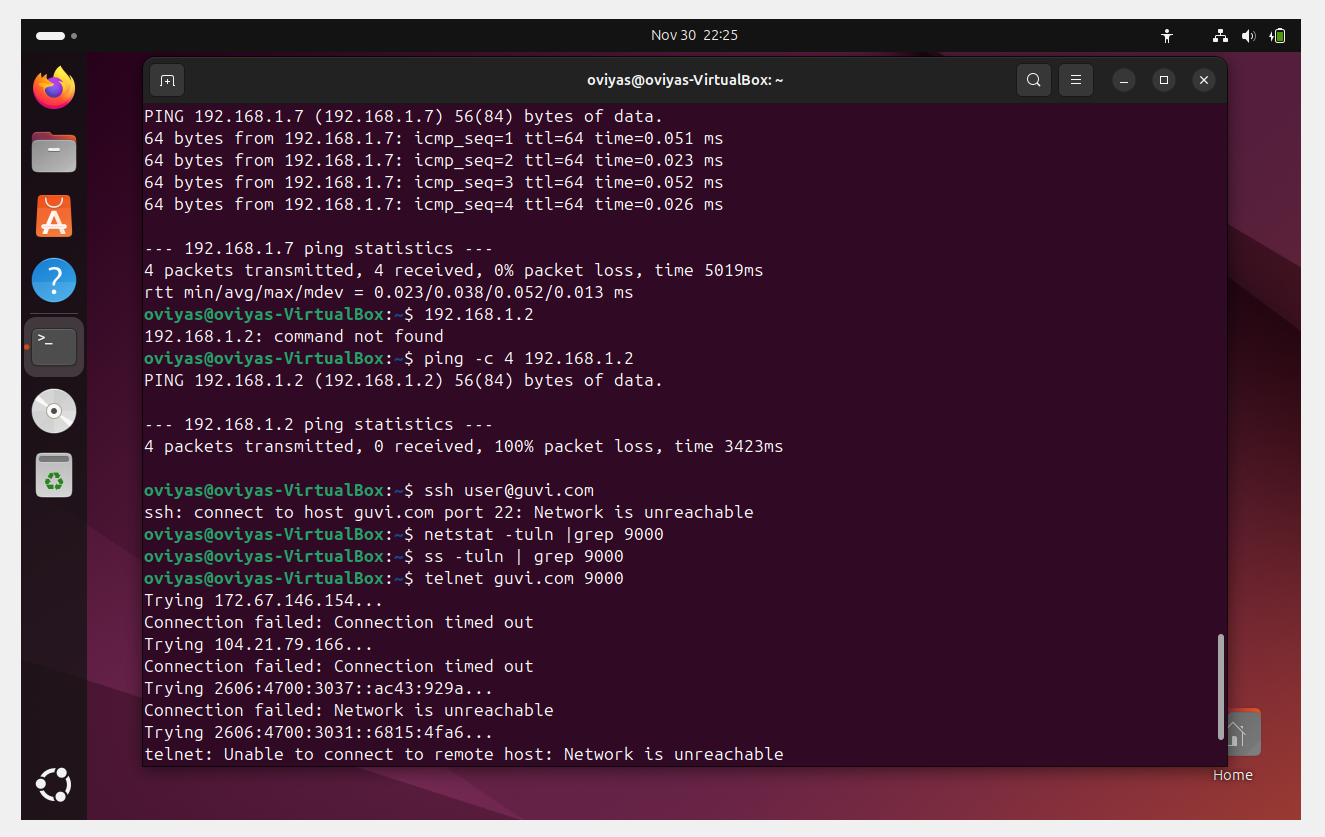 Nov 30 22:25
oviyas@oviyas-VirtualBox: ~
PING 192.168.1.7 (192.168.1.7) 56(84) bytes of data.
64 bytes from 192.168.1.7: icmp_seq=1 ttl=64 time=0.051 ms
64 bytes from 192.168.1.7: icmp_seq=2 ttl=64 time=0.023 ms
64 bytes from 192.168.1.7: icmp_seq=3 ttl=64 time=0.052 ms
64 bytes from 192.168.1.7: icmp_seq=4 ttl=64 time=0.026 ms
--- 192.168.1.7 ping statistics ---
4 packets transmitted, 4 received, 0% packet loss, time 5019ms
rtt min/avg/max/mdev = 0.023/0.038/0.052/0.013 ms
oviyas@oviyas-VirtualBox:~$ 192.168.1.2
192.168.1.2: command not found
oviyas@oviyas-VirtualBox:~$ ping -c 4 192.168.1.2
PING 192.168.1.2 (192.168.1.2) 56(84) bytes of data.
--- 192.168.1.2 ping statistics ---
4 packets transmitted, 0 received, 100% packet loss, time 3423ms
oviyas@oviyas-VirtualBox:~$ ssh user@guvi.com
ssh: connect to host guvi.com port 22: Network is unreachable
oviyas@oviyas-VirtualBox:~$ netstat -tuln |grep 9000
oviyas@oviyas-VirtualBox:~$ ss -tuln | grep 9000
oviyas@oviyas-VirtualBox:~$ telnet guvi.com 9000
Trying 172.67.146.154...
Connection failed: Connection timed out
Trying 104.21.79.166...
Connection failed: Connection timed out
Trying 2606:4700:3037::ac43:929a...
Connection failed: Network is unreachable
Trying 2606:4700:3031::6815:4fa6...
telnet: Unable to connect to remote host: Network is unreachable
Home